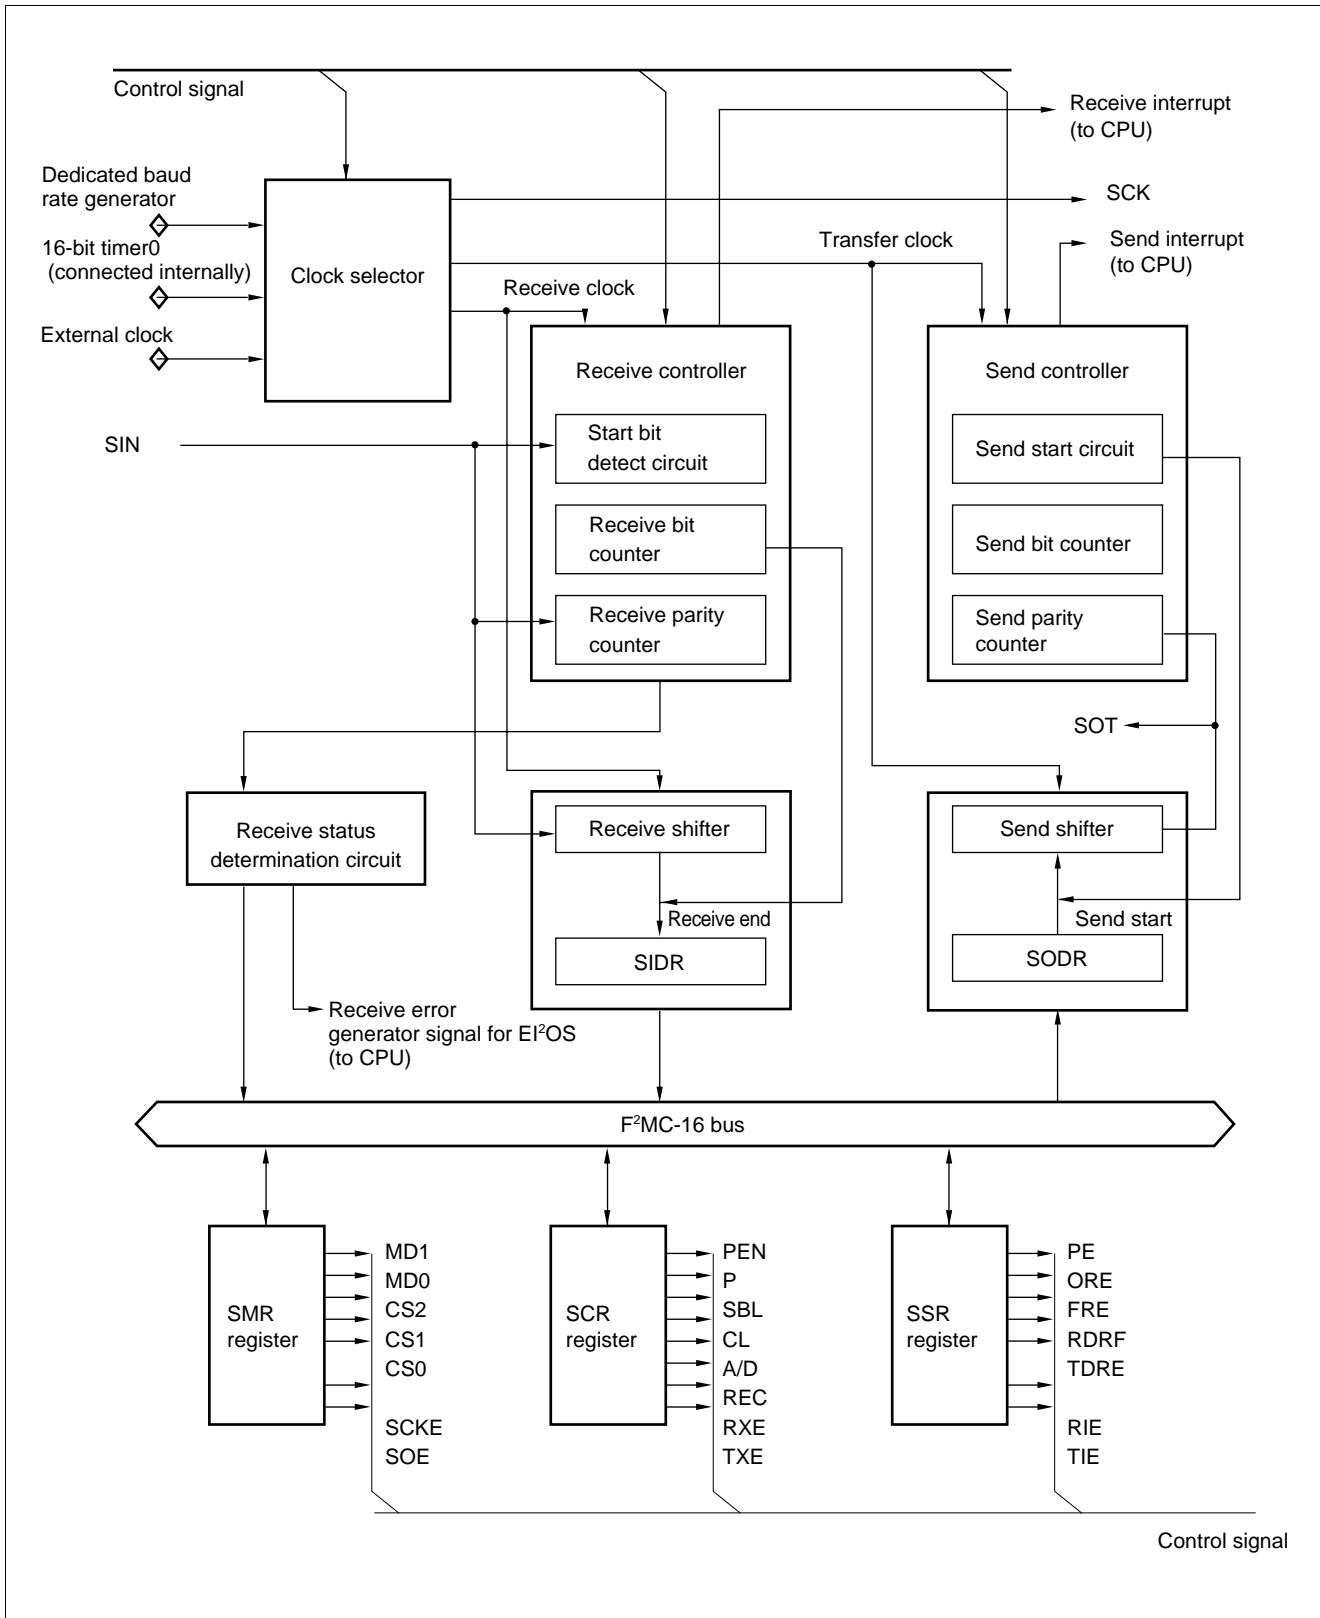 Control signal
Receive interrupt
(to CPU)
Dedicated baud
rate generator
SCK
16-bit timer0
(connected internally)
Clock selector
Transfer clock
Send interrupt
(to CPU)
Receive clock
External clock
Receive controller
Send controller
SIN
Start bit
detect circuit
Send start circuit
Receive bit
counter
Send bit counter
Receive parity
counter
Send parity
counter
SOT
Receive status
determination circuit
Receive shifter
Send shifter
Receive end
Send start
SIDR
SODR
Receive error
generator signal for EI²OS
(to CPU)
F²MC-16 bus
SMR
register
MD1
MD0
CS2
CS1
CS0
SCKE
SOE
SCR
register
PEN
P
SBL
CL
A/D
REC
RXE
TXE
SSR
register
PE
ORE
FRE
RDRF
TDRE
RIE
TIE
Control signal